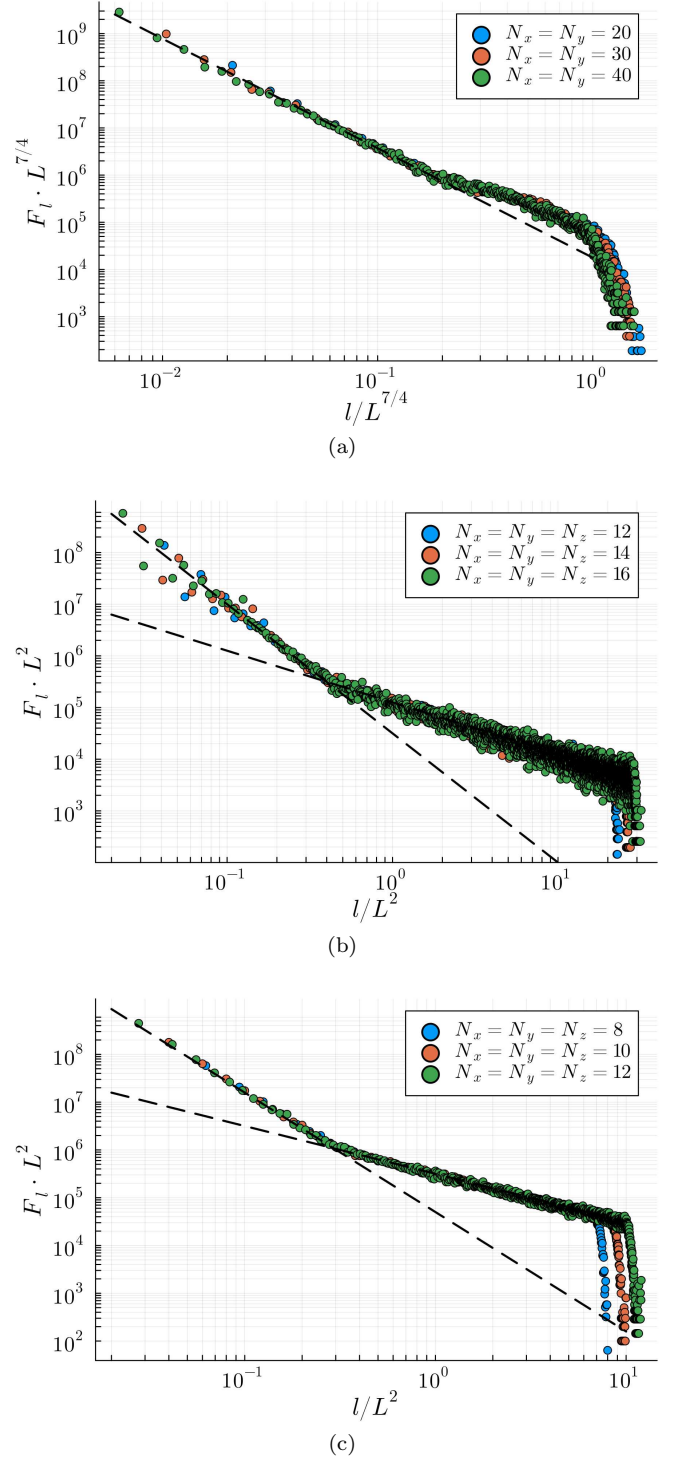 N_x = N_y = 20
N_x = N_y = 30
N_x = N_y = 40
F_l · L^{7/4}
10^9
10^8
10^7
10^6
10^5
10^4
10^3
10^{-2} 10^{-1} 10^0
l/L^{7/4}
(a)
N_x = N_y = N_z = 12
N_x = N_y = N_z = 14
N_x = N_y = N_z = 16
F_l · L^2
10^8
10^7
10^6
10^5
10^4
10^3
10^{-1} 10^0 10^1
l/L^2
(b)
N_x = N_y = N_z = 8
N_x = N_y = N_z = 10
N_x = N_y = N_z = 12
F_l · L^2
10^8
10^7
10^6
10^5
10^4
10^3
10^2
10^{-1} 10^0 10^1
l/L^2
(c)